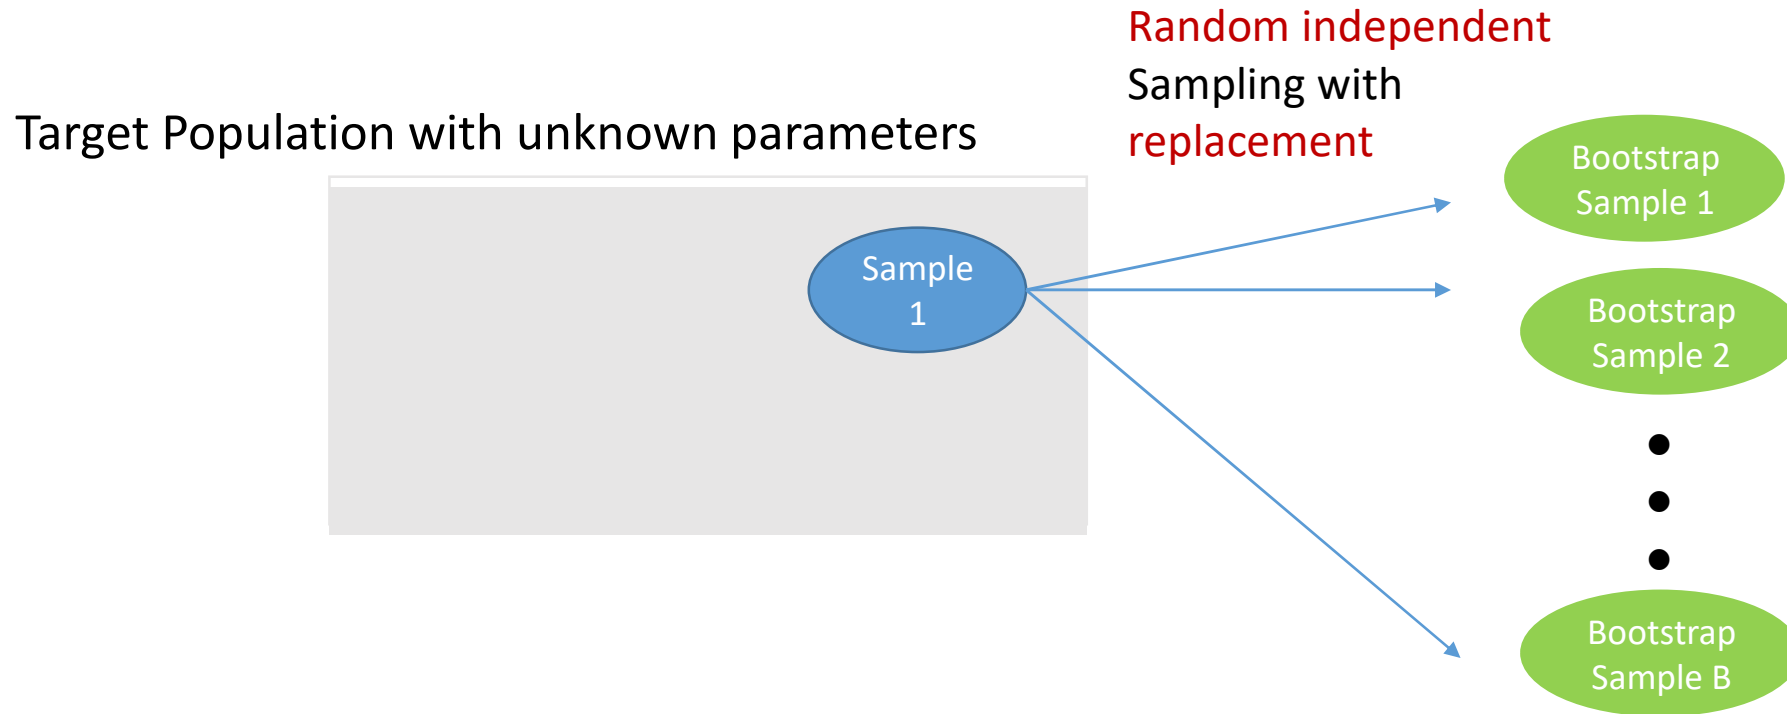 Random independent
Sampling with
replacement
Target Population with unknown parameters
Bootstrap
Sample 1
Sample
1
Bootstrap
Sample 2
Bootstrap
Sample B